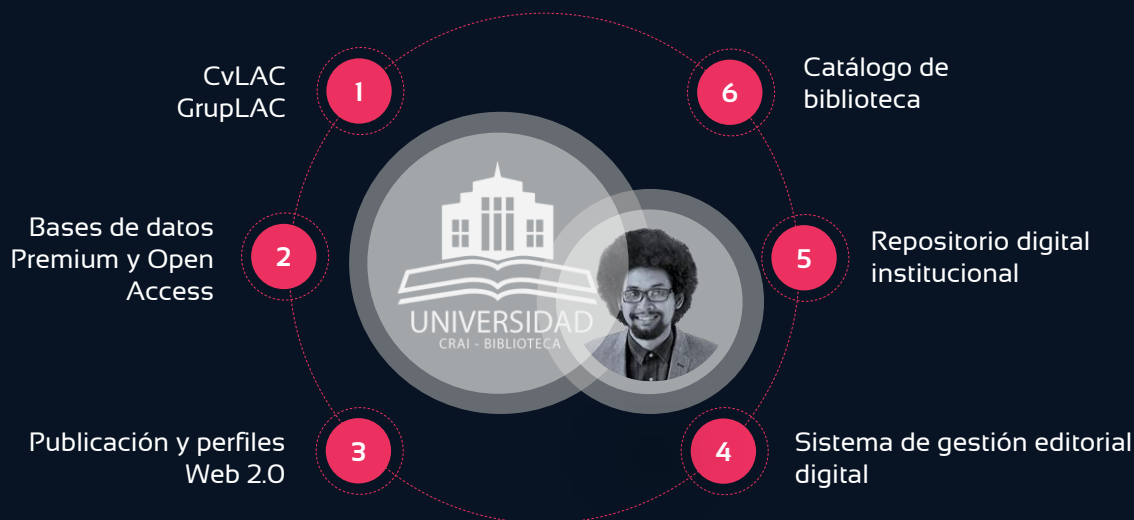 CvLAC
GrupLAC
1
Bases de datos
Premium y Open
Access
2
Publicación y perfiles
Web 2.0
3
UNIVERSIDAD
CRAI - BIBLIOTECA
6
Catálogo de
biblioteca
5
Repositorio digital
institucional
4
Sistema de gestión editorial
digital